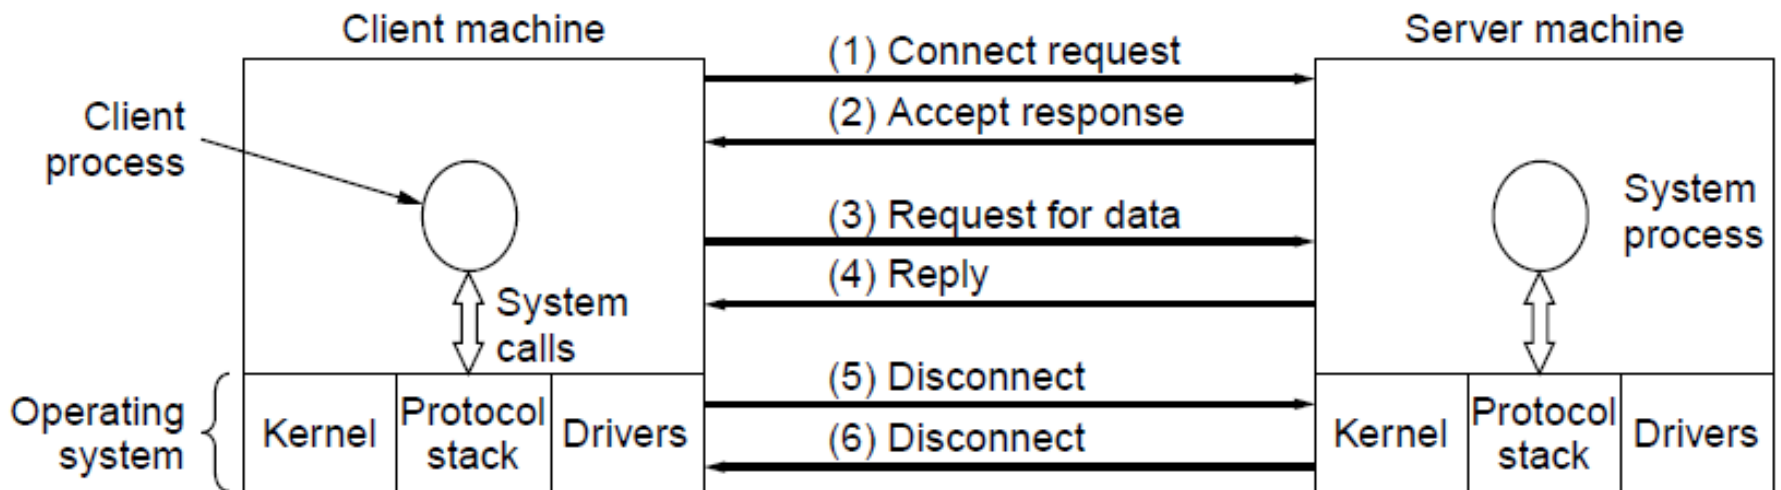 Client machine
Server machine
(1) Connect request
(2) Accept response
Client
process
(3) Request for data
System
process
(4) Reply
System
calls
(5) Disconnect
Operating
system
Kernel
Protocol
stack
Drivers
(6) Disconnect
Kernel
Protocol
stack
Drivers